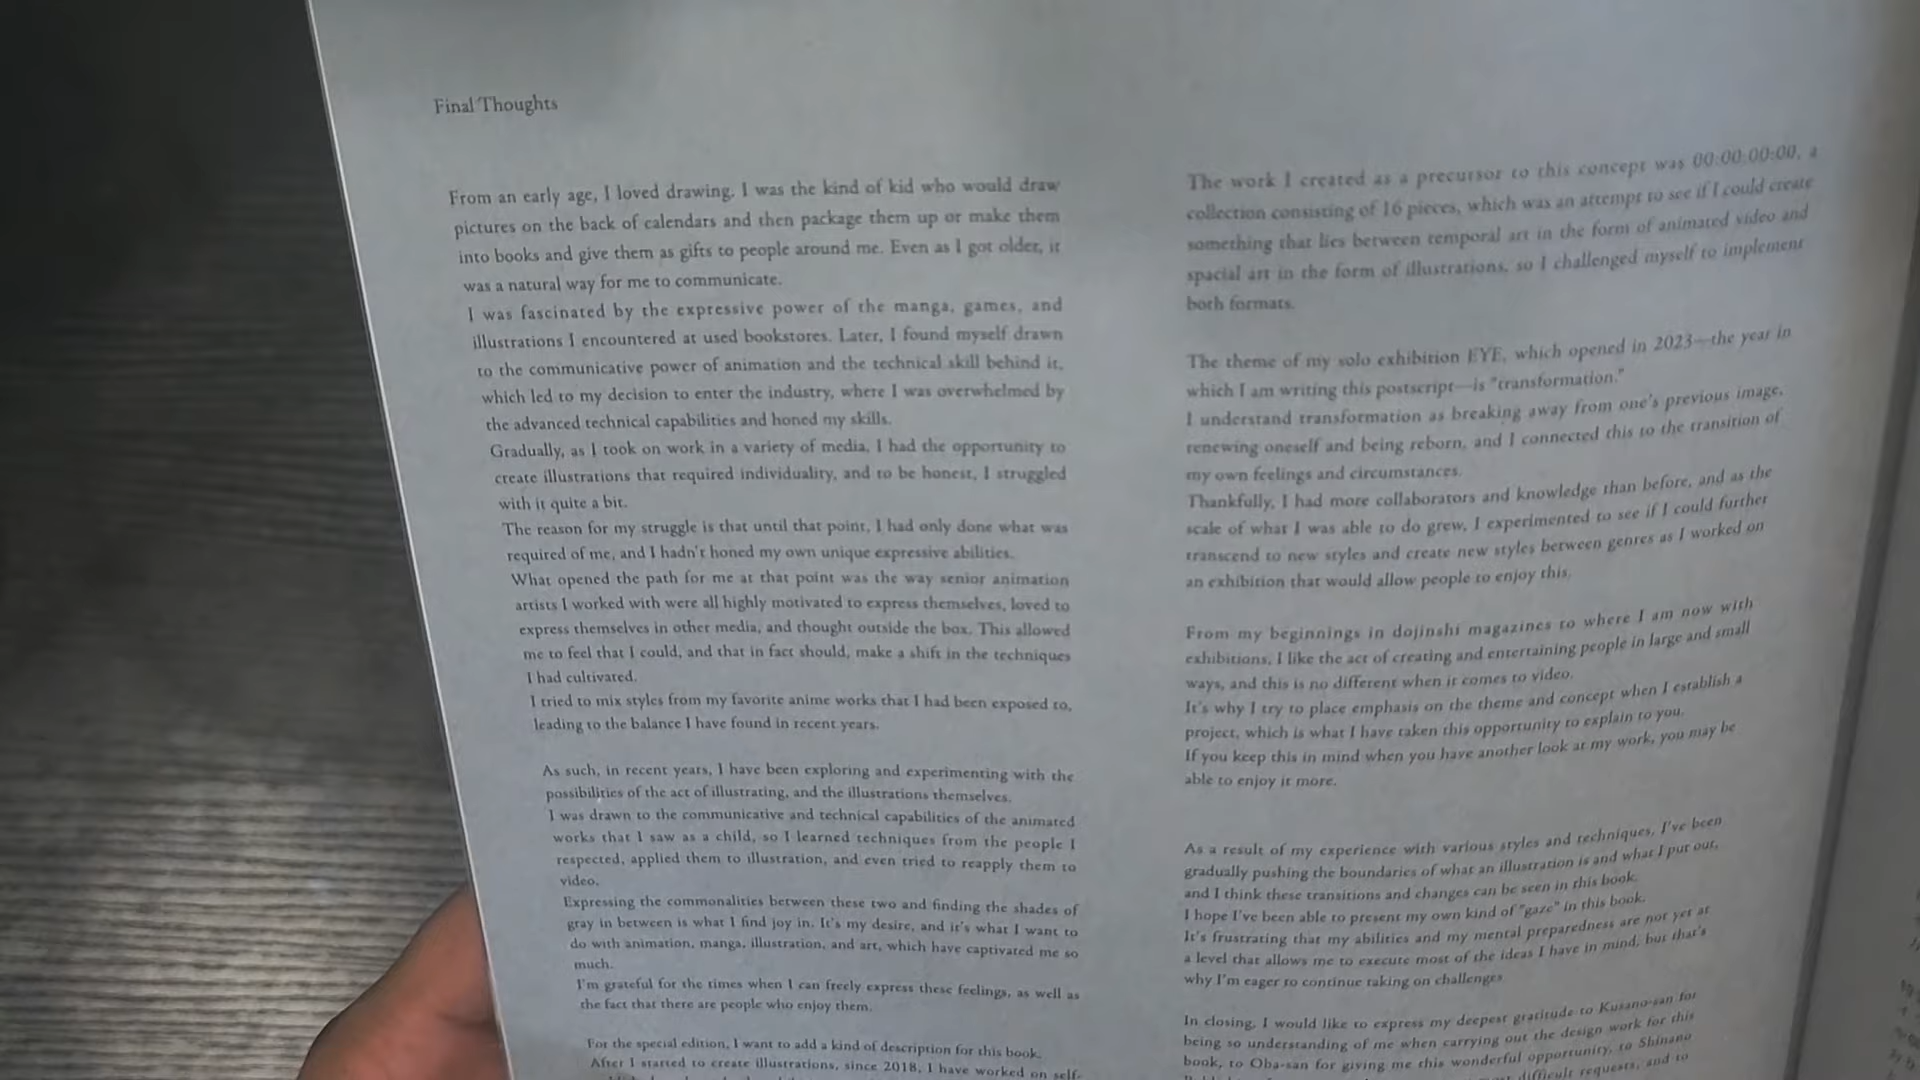 Final Thoughts
From an early age, I loved drawing. I was the kind of kid who would draw
pictures on the back of calendars and then package them up or make them
into books and give them as gifts to people around me. Even as I got older, it
was a natural way for me to communicate.
I was fascinated by the expressive power of the manga, games, and
illustrations I encountered at used bookstores. Later, I found myself drawn
to the communicative power of animation and the technical skill behind it,
which led to my decision to enter the industry, where I was overwhelmed by
the advanced technical capabilities and honed my skills.
Gradually, as I took on work in a variety of media, I had the opportunity to
create illustrations that required individuality, and to be honest, I struggled
with it quite a bit.
The reason for my struggle is that until that point, I had only done what was
required of me, and I hadn't honed my own unique expressive abilities.
What opened the path for me at that point was the way senior animation
artists I worked with were all highly motivated to express themselves, loved to
express themselves in other media, and thought outside the box. This allowed
me to feel that I could, and that in fact should, make a shift in the techniques
I had cultivated.
I tried to mix styles from my favorite anime works that I had been exposed to,
leading to the balance I have found in recent years.
As such, in recent years, I have been exploring and experimenting with the
possibilities of the act of illustrating, and the illustrations themselves.
I was drawn to the communicative and technical capabilities of the animated
works that I saw as a child, so I learned techniques from the people I
respected, applied them to illustration, and even tried to reapply them to
video.
Expressing the commonalities between these two and finding the shades of
gray in between is what I find joy in. It's my desire, and it's what I want to
do with animation, manga, illustration, and art, which have captivated me so
much.
I'm grateful for the times when I can freely express these feelings, as well as
the fact that there are people who enjoy them.
For the special edition, I want to add a kind of description for this book.
After I started to create illustrations, since 2018, I have worked on self-
The work I created as a precursor to this concept was 00:00:00:00, a
collection consisting of 16 pieces, which was an attempt to see if I could create
something that lies between temporal art in the form of animated video and
spacial art in the form of illustrations, so I challenged myself to implement
both formats.
The theme of my solo exhibition EYE, which opened in 2023—the year in
which I am writing this postscript—is "transformation."
I understand transformation as breaking away from one's previous image,
renewing oneself and being reborn, and I connected this to the transition of
my own feelings and circumstances.
Thankfully, I had more collaborators and knowledge than before, and as the
scale of what I was able to do grew, I experimented to see if I could further
transcend to new styles and create new styles between genres as I worked on
an exhibition that would allow people to enjoy this.
From my beginnings in dojinshi magazines to where I am now with
exhibitions, I like the act of creating and entertaining people in large and small
ways, and this is no different when it comes to video.
It's why I try to place emphasis on the theme and concept when I establish a
project, which is what I have taken this opportunity to explain to you.
If you keep this in mind when you have another look at my work, you may be
able to enjoy it more.
As a result of my experience with various styles and techniques, I've been
gradually pushing the boundaries of what an illustration is and what I put out,
and I think these transitions and changes can be seen in this book.
I hope I've been able to present my own kind of "gaze" in this book.
It's frustrating that my abilities and my mental preparedness are not yet at
a level that allows me to execute most of the ideas I have in mind, but that's
why I'm eager to continue taking on challenges
In closing, I would like to express my deepest gratitude to Kusano-san for
being so understanding of me when carrying out the design work for this
book, to Oba-san for giving me this wonderful opportunity, to Shinano
difficult requests, and to